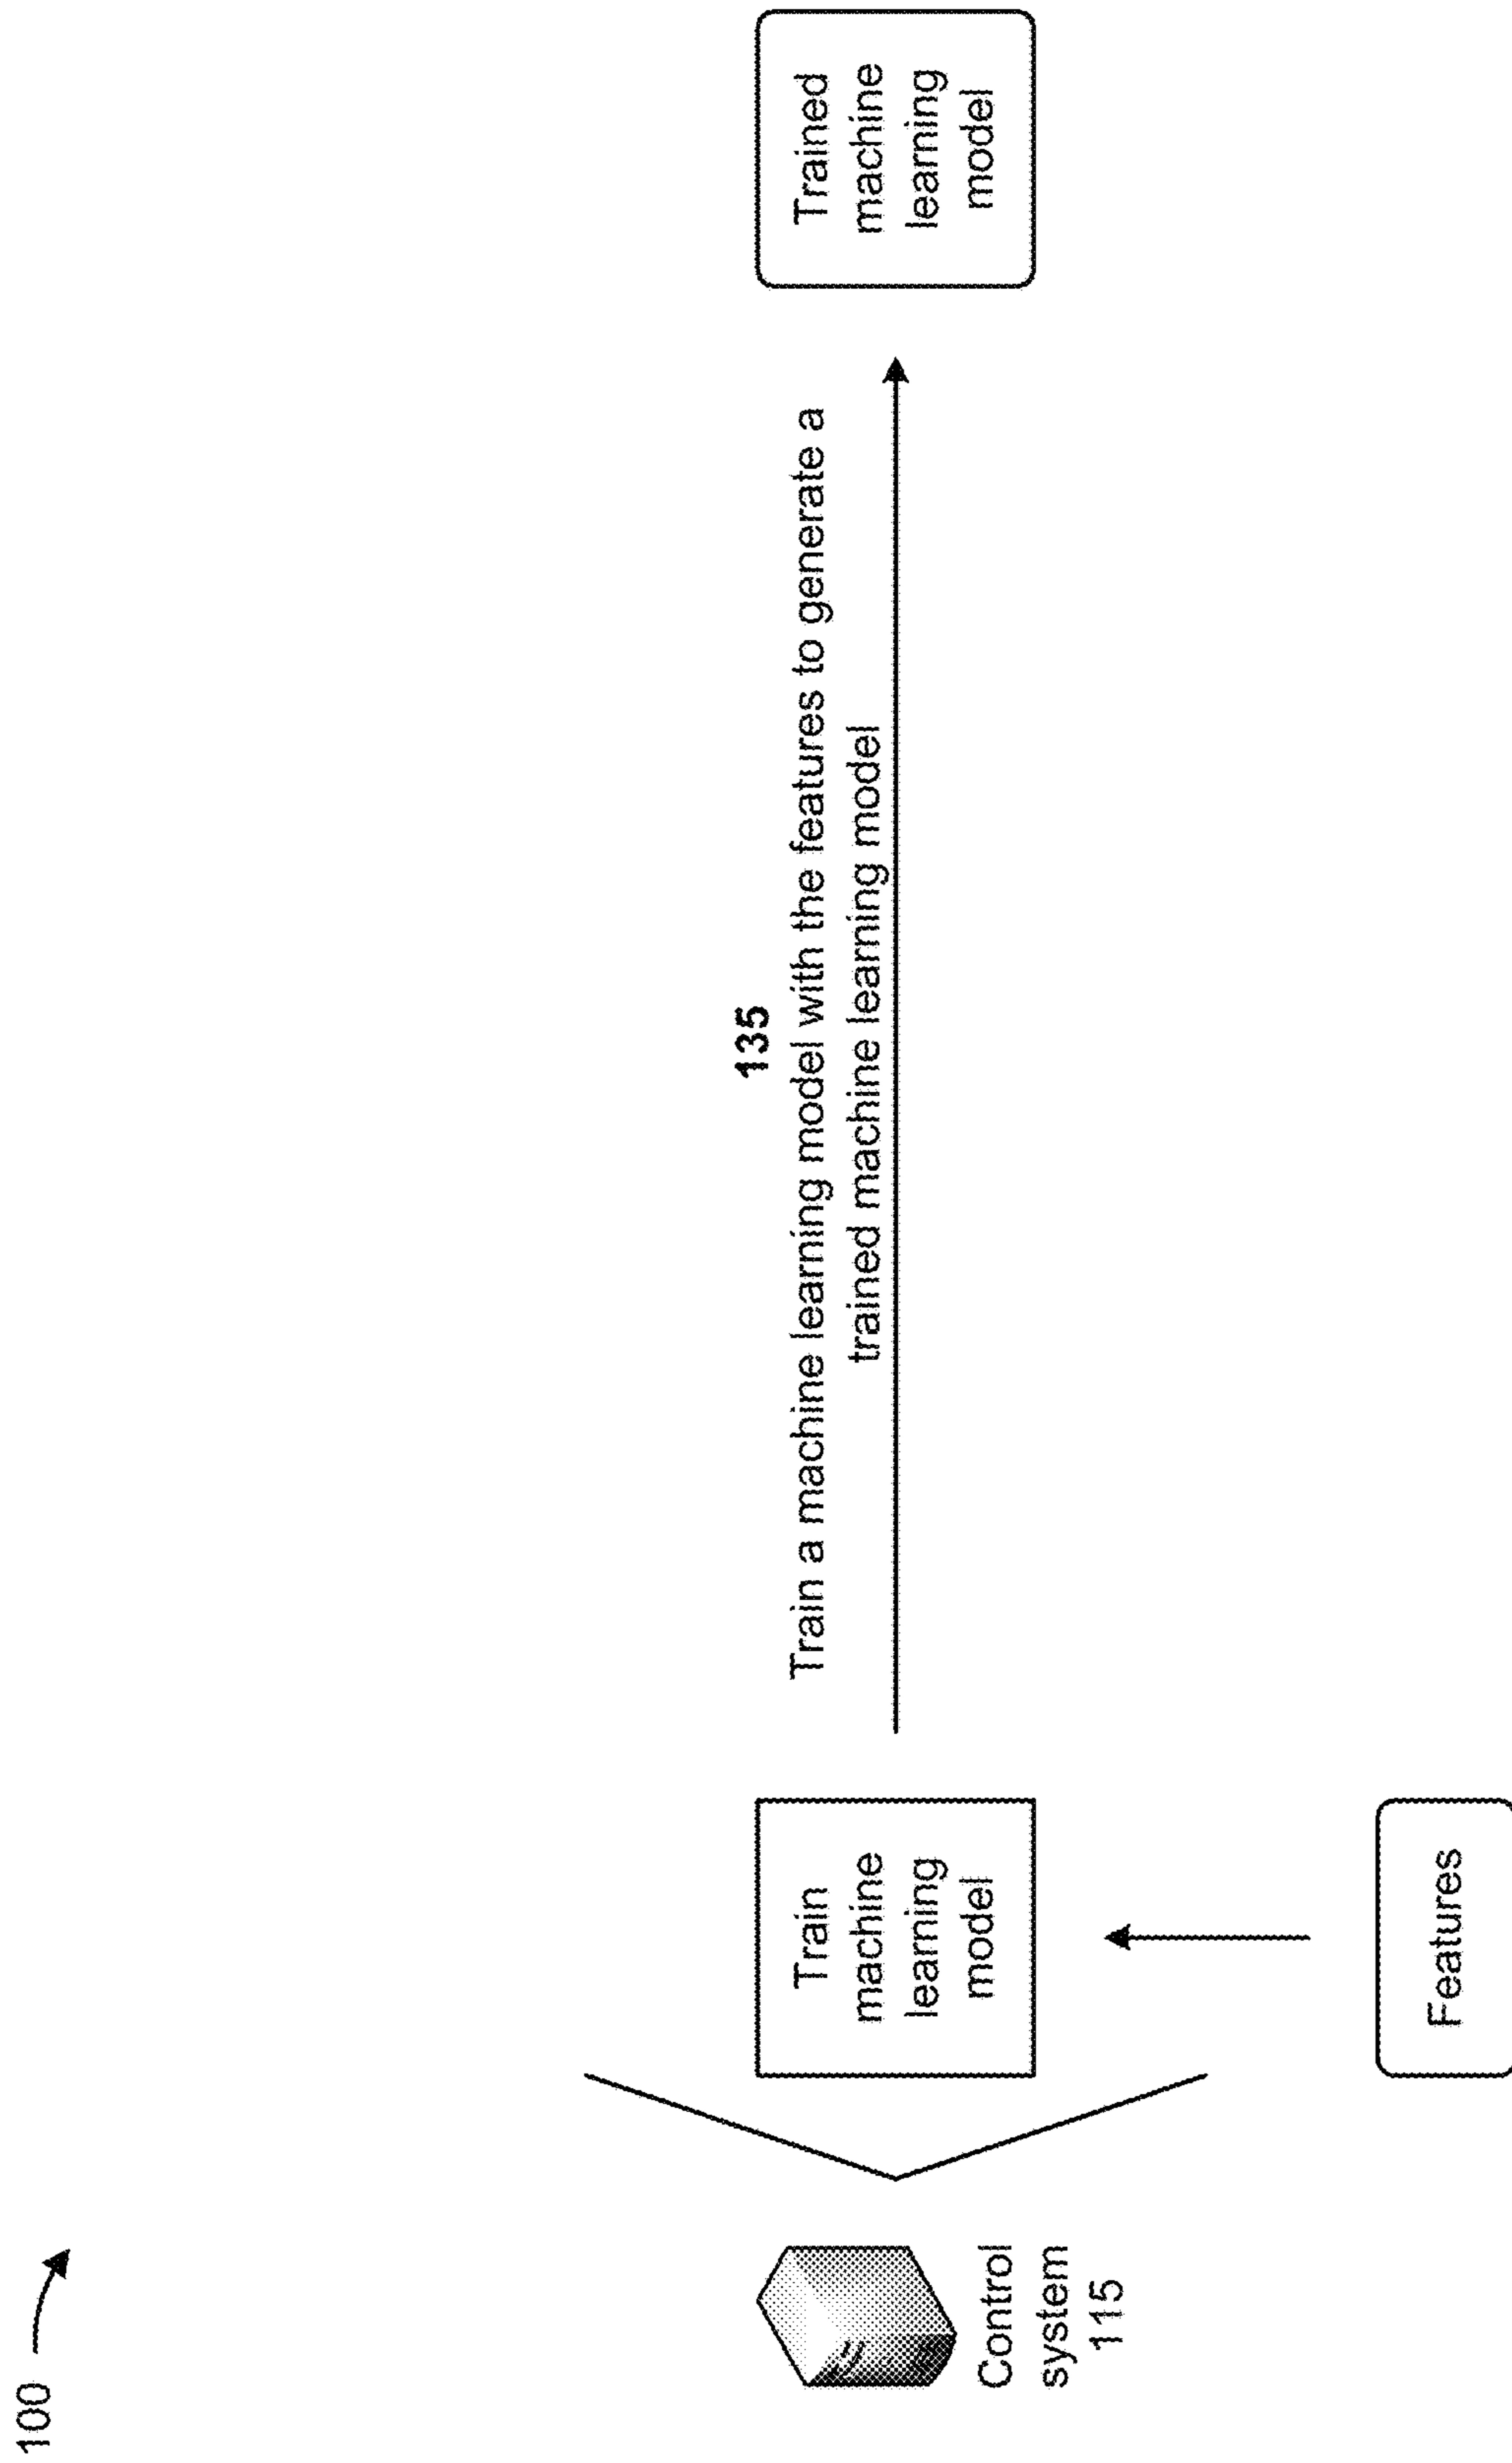 100
Control
system
115
Train
machine
learning
model
Features
135
Train a machine learning model with the features to generate a
trained machine learning model
Trained
machine
learning
model